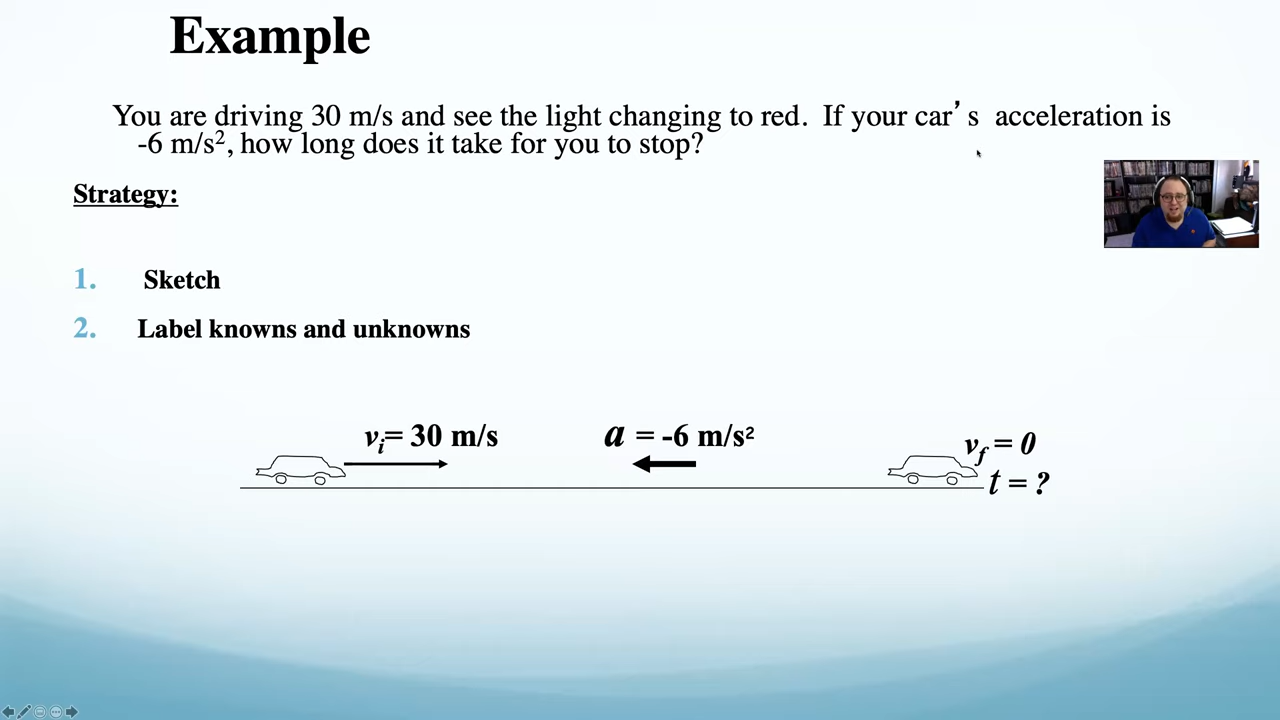 Example
You are driving 30 m/s and see the light changing to red. If your car’s acceleration is
-6 m/s², how long does it take for you to stop?
Strategy:
1. Sketch
2. Label knowns and unknowns
vᵢ= 30 m/s
a = -6 m/s²
v_f = 0
t = ?